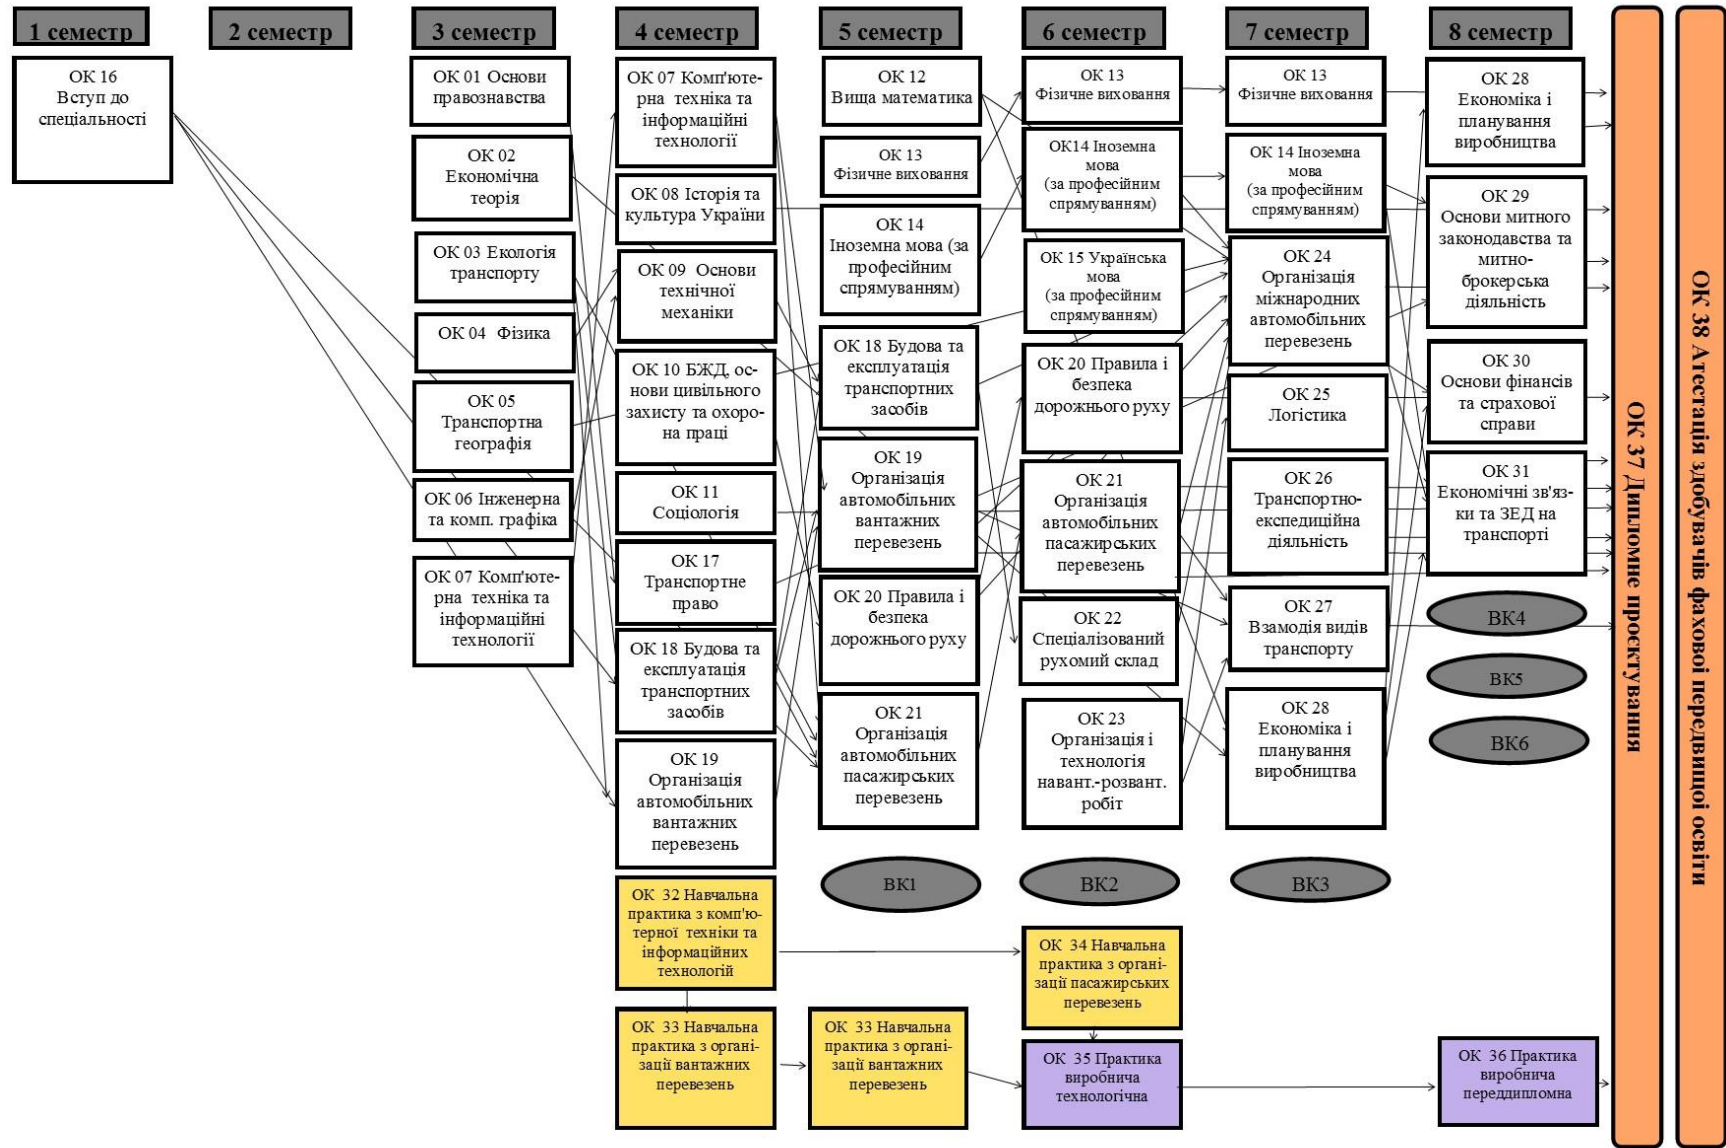 1 семестр
2 семестр
3 семестр
4 семестр
5 семестр
6 семестр
7 семестр
8 семестр
ОК 16
Вступ до
спеціальності
ОК 01 Основи
правознавства
ОК 02
Економічна
теорія
ОК 03 Екологія
транспорту
ОК 04 Фізика
ОК 05
Транспортна
географія
ОК 06 Інженерна
та комп. графіка
ОК 07 Комп'юте-
рна техніка та
інформаційні
технології
ОК 07 Комп'юте-
рна техніка та
інформаційні
технології
ОК 08 Історія та
культура України
ОК 09 Основи
технічної
механіки
ОК 10 БЖД, ос-
нови цивільного
захисту та охоро-
на праці
ОК 11
Соціологія
ОК 17
Транспортне
право
ОК 18 Будова та
експлуатація
транспортних
засобів
ОК 19
Організація
автомобільних
вантажних
перевезень
ОК 32 Навчальна
практика з комп'ю-
терної техніки та
інформаційних
технологій
ОК 33 Навчальна
практика з органі-
зації вантажних
перевезень
ОК 12
Вища математика
ОК 13
Фізичне виховання
ОК 14
Іноземна мова (за
професійним
спрямуванням)
ОК 18 Будова та
експлуатація
транспортних
засобів
ОК 19
Організація
автомобільних
вантажних
перевезень
ОК 20 Правила і
безпека
дорожнього руху
ОК 21
Організація
автомобільних
пасажирських
перевезень
ВК1
ОК 33 Навчальна
практика з органі-
зації вантажних
перевезень
ОК 13
Фізичне виховання
ОК14 Іноземна
мова
(за професійним
спрямуванням)
ОК 15 Українська
мова
(за професійним
спрямуванням)
ОК 20 Правила і
безпека
дорожнього руху
ОК 21
Організація
автомобільних
пасажирських
перевезень
ОК 22
Спеціалізований
рухомий склад
ОК 23
Організація і
технологія
навант.-розвант.
робіт
ВК2
ОК 34 Навчальна
практика з органі-
зації пасажирських
перевезень
ОК 35 Практика
виробнича
технологічна
ОК 13
Фізичне виховання
ОК 14 Іноземна
мова
(за професійним
спрямуванням)
ОК 24
Організація
міжнародних
автомобільних
перевезень
ОК 25
Логістика
ОК 26
Транспортно-
експедиційна
діяльність
ОК 27
Взамодія видів
транспорту
ОК 28
Економіка і
планування
виробництва
ВК3
ОК 28
Економіка і
планування
виробництва
ОК 29
Основи митного
законодавства та
митно-
брокерська
діяльність
ОК 30
Основи фінансів
та страхової
справи
ОК 31
Економічні зв'яз-
ки та ЗЕД на
транспорті
ВК4
ВК5
ВК6
ОК 36 Практика
виробнича
переддипломна
ОК 37 Дипломне проєктування
ОК 38 Атестація здобувачів фахової передвищої освіти